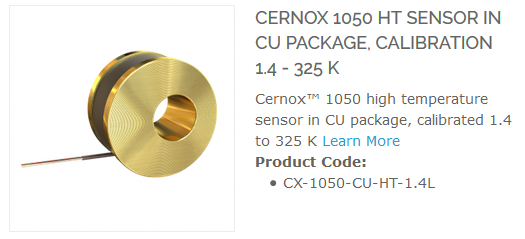 CERNOX 1050 HT SENSOR IN
CU PACKAGE, CALIBRATION
1.4 - 325 K
Cernox™ 1050 high temperature
sensor in CU package, calibrated 1.4
to 325 K Learn More
Product Code:
• CX-1050-CU-HT-1.4L